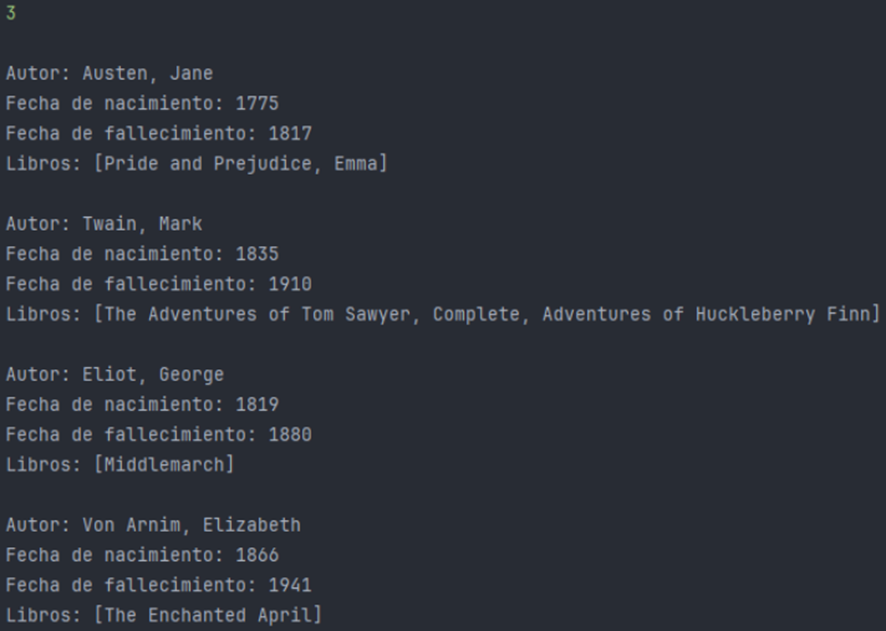 3
Autor: Austen, Jane
Fecha de nacimiento: 1775
Fecha de fallecimiento: 1817
Libros: [Pride and Prejudice, Emma]
Autor: Twain, Mark
Fecha de nacimiento: 1835
Fecha de fallecimiento: 1910
Libros: [The Adventures of Tom Sawyer, Complete, Adventures of Huckleberry Finn]
Autor: Eliot, George
Fecha de nacimiento: 1819
Fecha de fallecimiento: 1880
Libros: [Middlemarch]
Autor: Von Arnim, Elizabeth
Fecha de nacimiento: 1866
Fecha de fallecimiento: 1941
Libros: [The Enchanted April]